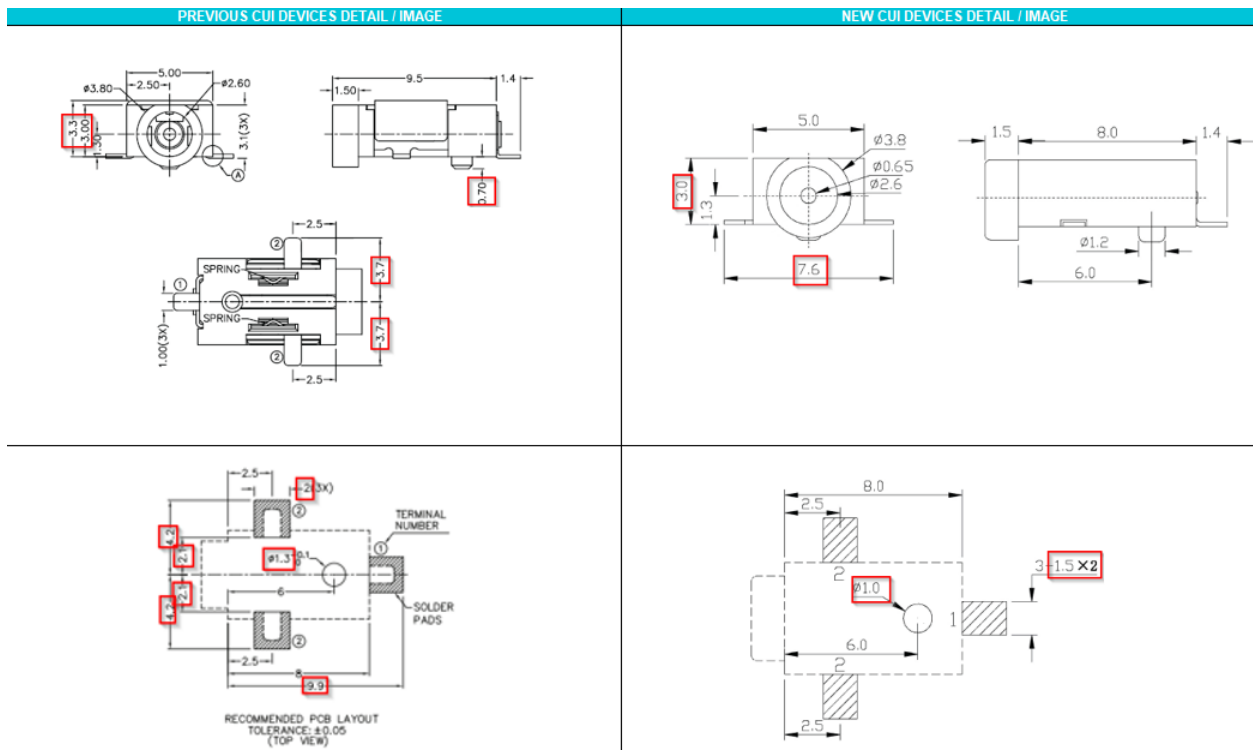 PREVIOUS CUI DEVICES DETAIL / IMAGE
NEW CUI DEVICES DETAIL / IMAGE
5.00
2.50
ø3.80
ø2.60
3.3
3.00
1.30
3.1(3X)
A
9.5
1.4
1.50
0.70
2.5
②
SPRING
①
3.7
SPRING
3.7
②
1.00(3X)
2.5
5.0
ø3.8
ø0.65
ø2.6
3.0
1.3
7.6
1.5
8.0
1.4
ø1.2
6.0
2.5
2(3X)
②
TERMINAL
NUMBER
4.2
2.1
ø1.3 +0.1
0
①
6
2.1
4.2
SOLDER
PADS
②
2.5
8
9.9
RECOMMENDED PCB LAYOUT
TOLERANCE: ±0.05
(TOP VIEW)
8.0
2.5
2
ø1.0
3-1.5×2
1
6.0
2
2.5